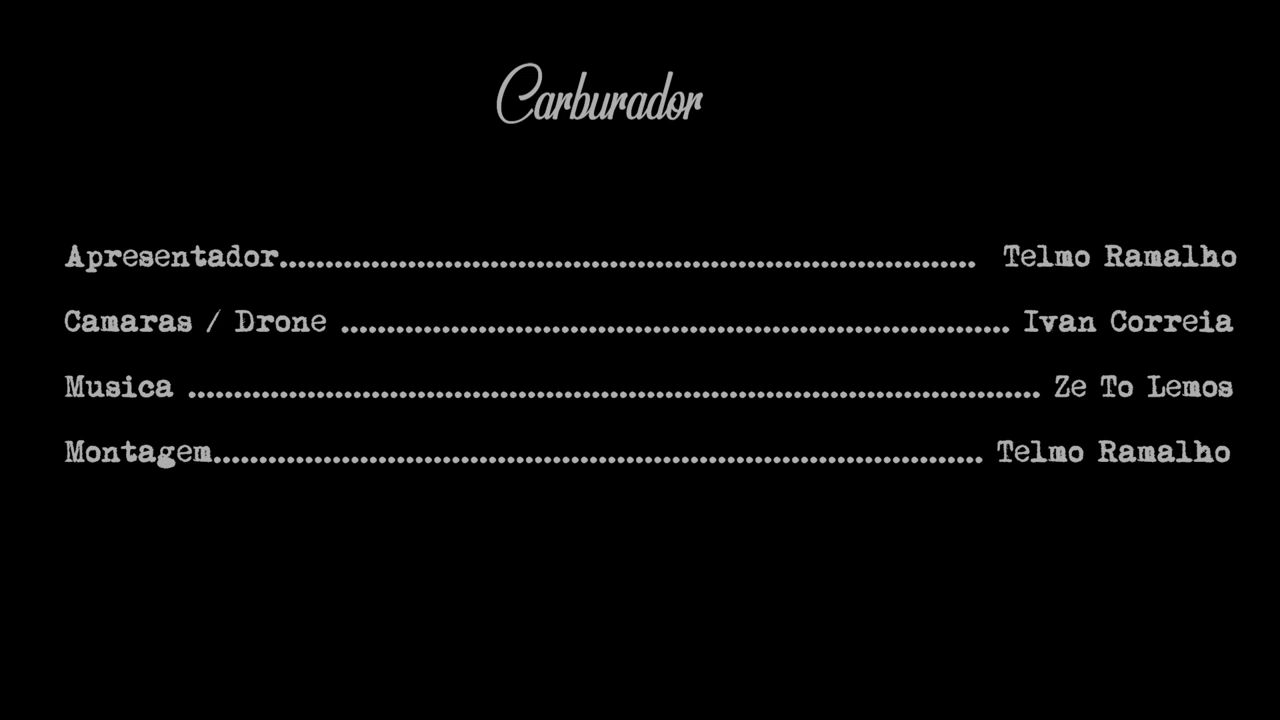 Carburador
Apresentador............................................................................ Telmo Ramalho
Camaras / Drone ......................................................................... Ivan Correia
Musica ............................................................................................. Ze To Lemos
Montagem.................................................................................... Telmo Ramalho